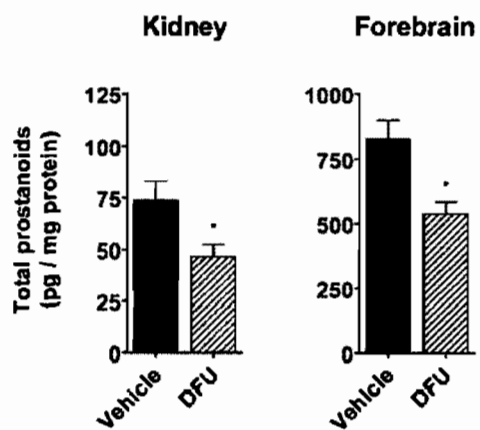 Kidney
Forebrain
Total prostanoids
(pg / mg protein)
125
100
75
50
25
0
*
Vehicle
DFU
1000
750
500
250
0
*
Vehicle
DFU